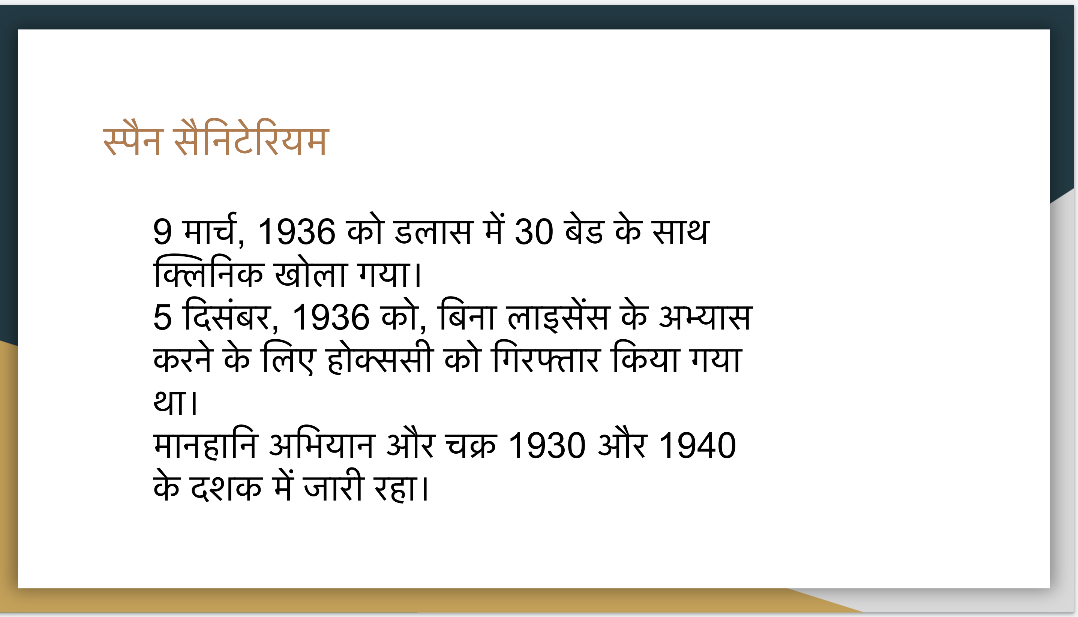 स्पैन सैनिटेरियम
9 मार्च, 1936 को डलास में 30 बेड के साथ
क्लिनिक खोला गया।
5 दिसंबर, 1936 को, बिना लाइसेंस के अभ्यास
करने के लिए होक्ससी को गिरफ्तार किया गया
था।
मानहानि अभियान और चक्र 1930 और 1940
के दशक में जारी रहा।